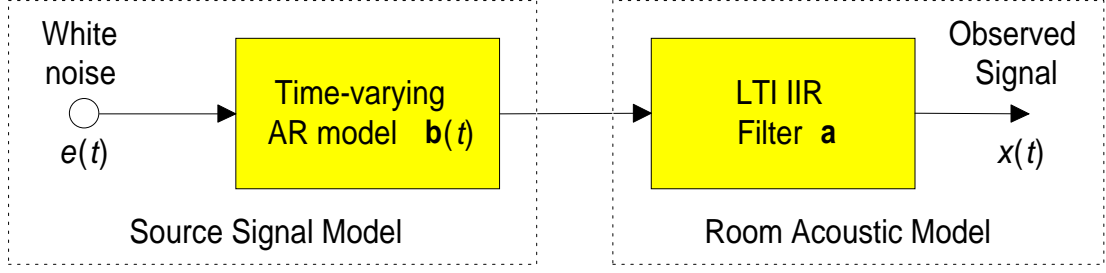 White
noise
e(t)
Time-varying
AR model b(t)
Source Signal Model
LTI IIR
Filter a
Observed
Signal
x(t)
Room Acoustic Model